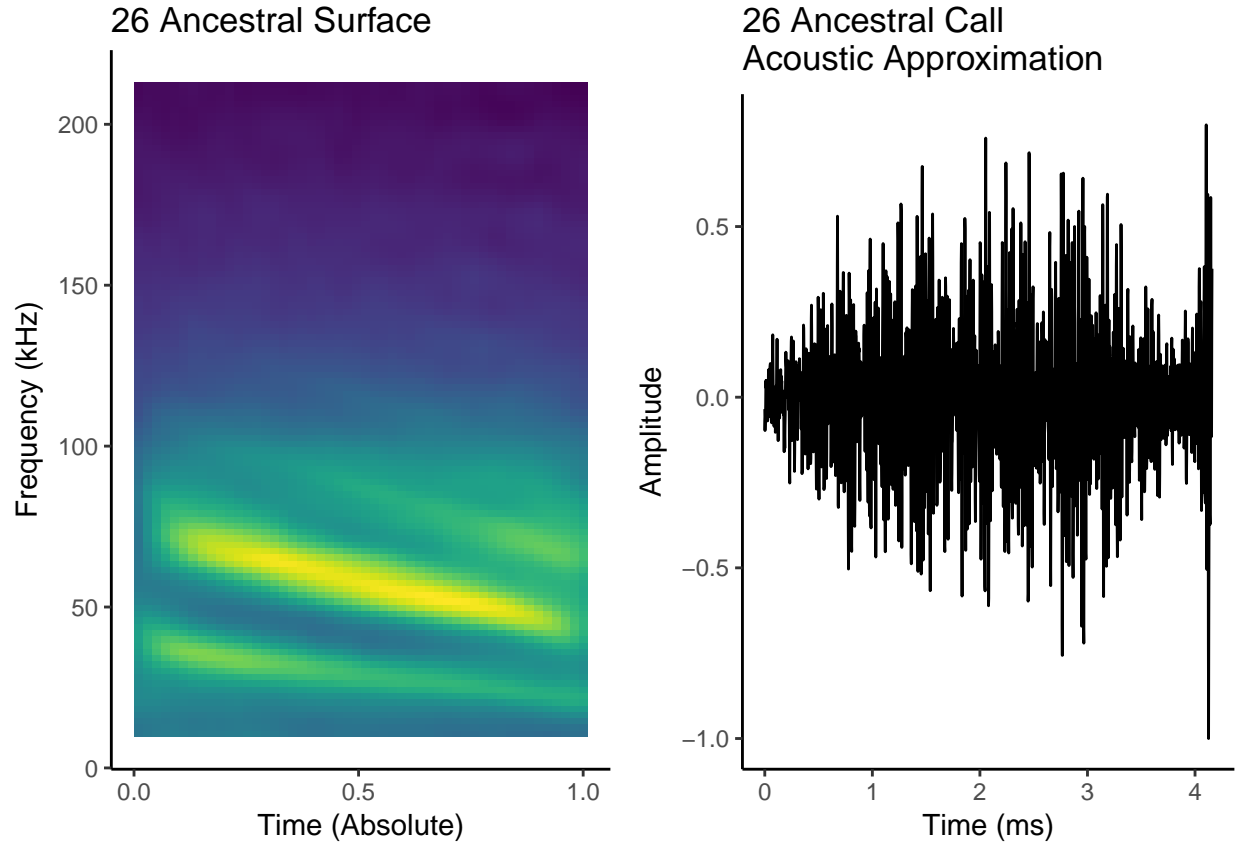 26 Ancestral Surface
Frequency (kHz)
200
150
100
50
0
0.0 0.5 1.0
Time (Absolute)
26 Ancestral Call
Acoustic Approximation
Amplitude
0.5
0.0
−0.5
−1.0
0 1 2 3 4
Time (ms)